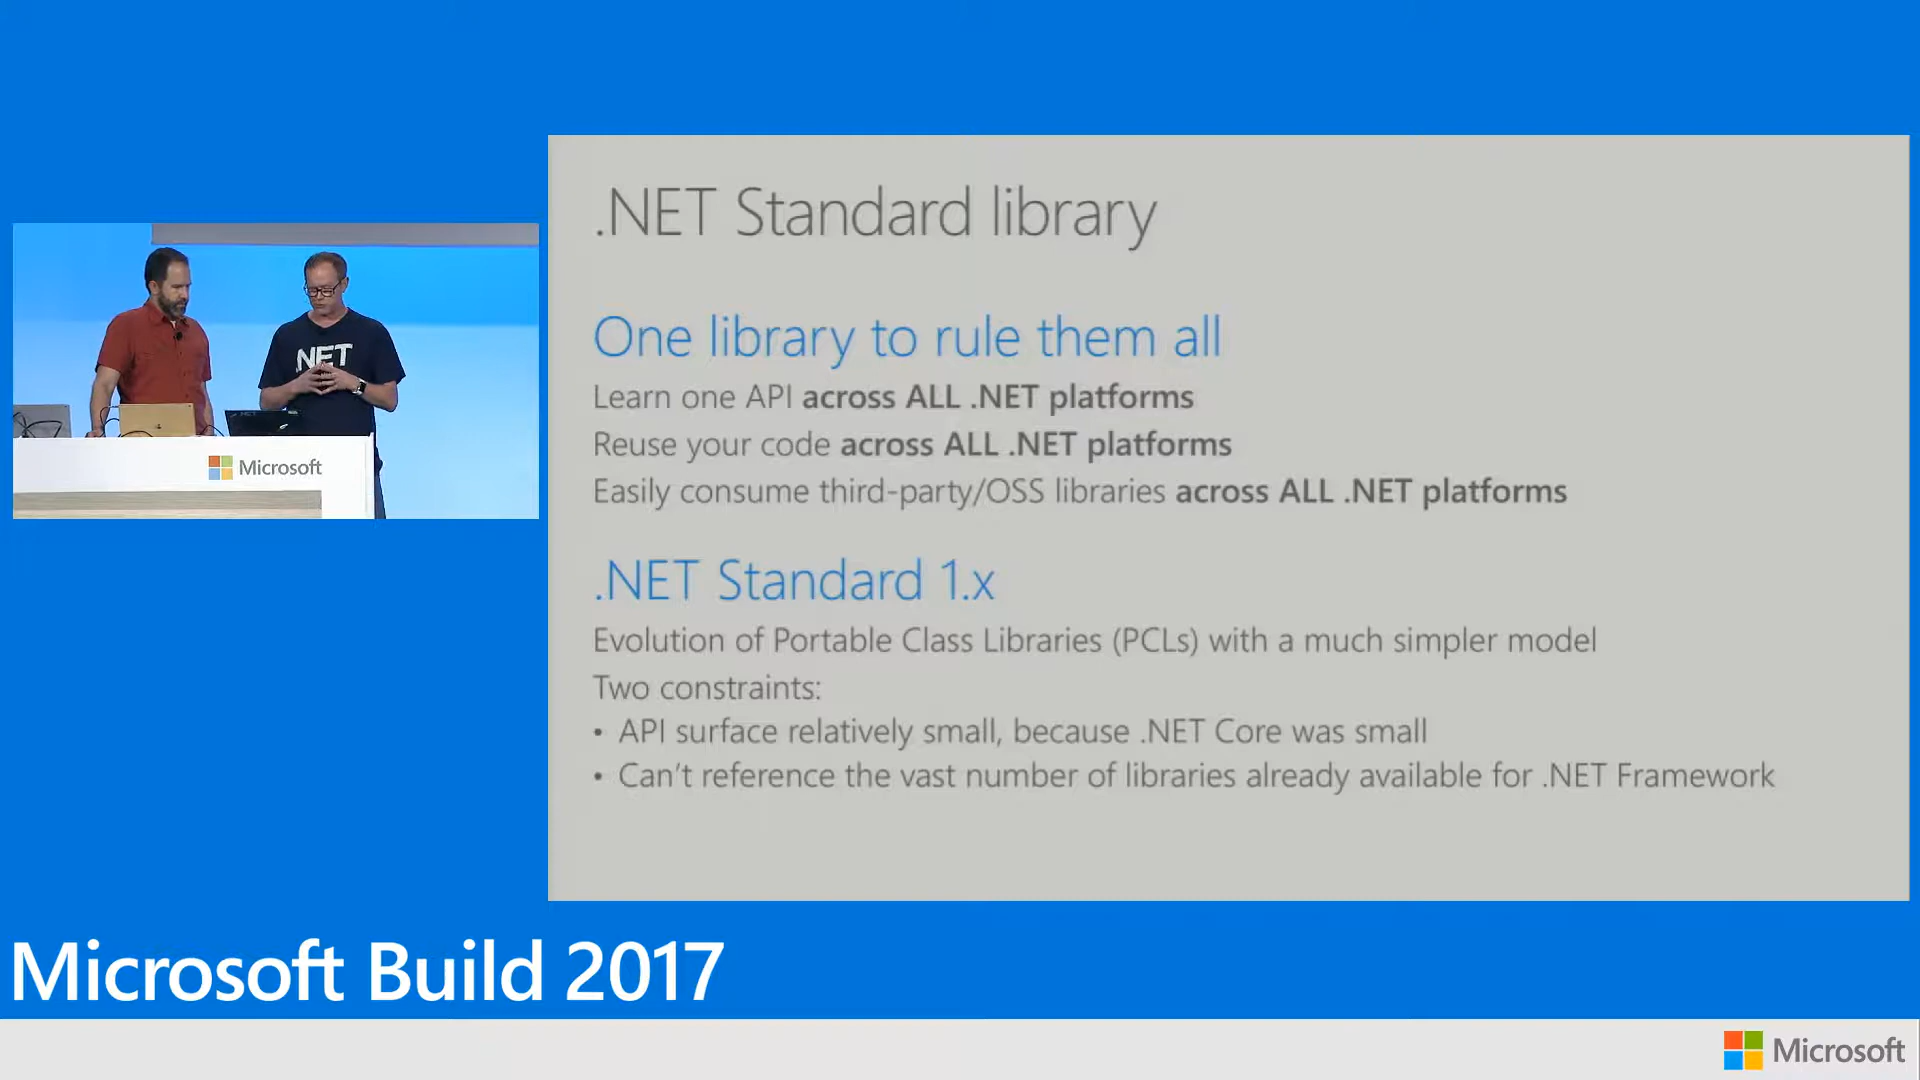 .NET Standard library
One library to rule them all
Learn one API across ALL .NET platforms
Reuse your code across ALL .NET platforms
Easily consume third-party/OSS libraries across ALL .NET platforms
.NET Standard 1.x
Evolution of Portable Class Libraries (PCLs) with a much simpler model
Two constraints:
• API surface relatively small, because .NET Core was small
• Can't reference the vast number of libraries already available for .NET Framework
.NET
Microsoft
Microsoft Build 2017
Microsoft